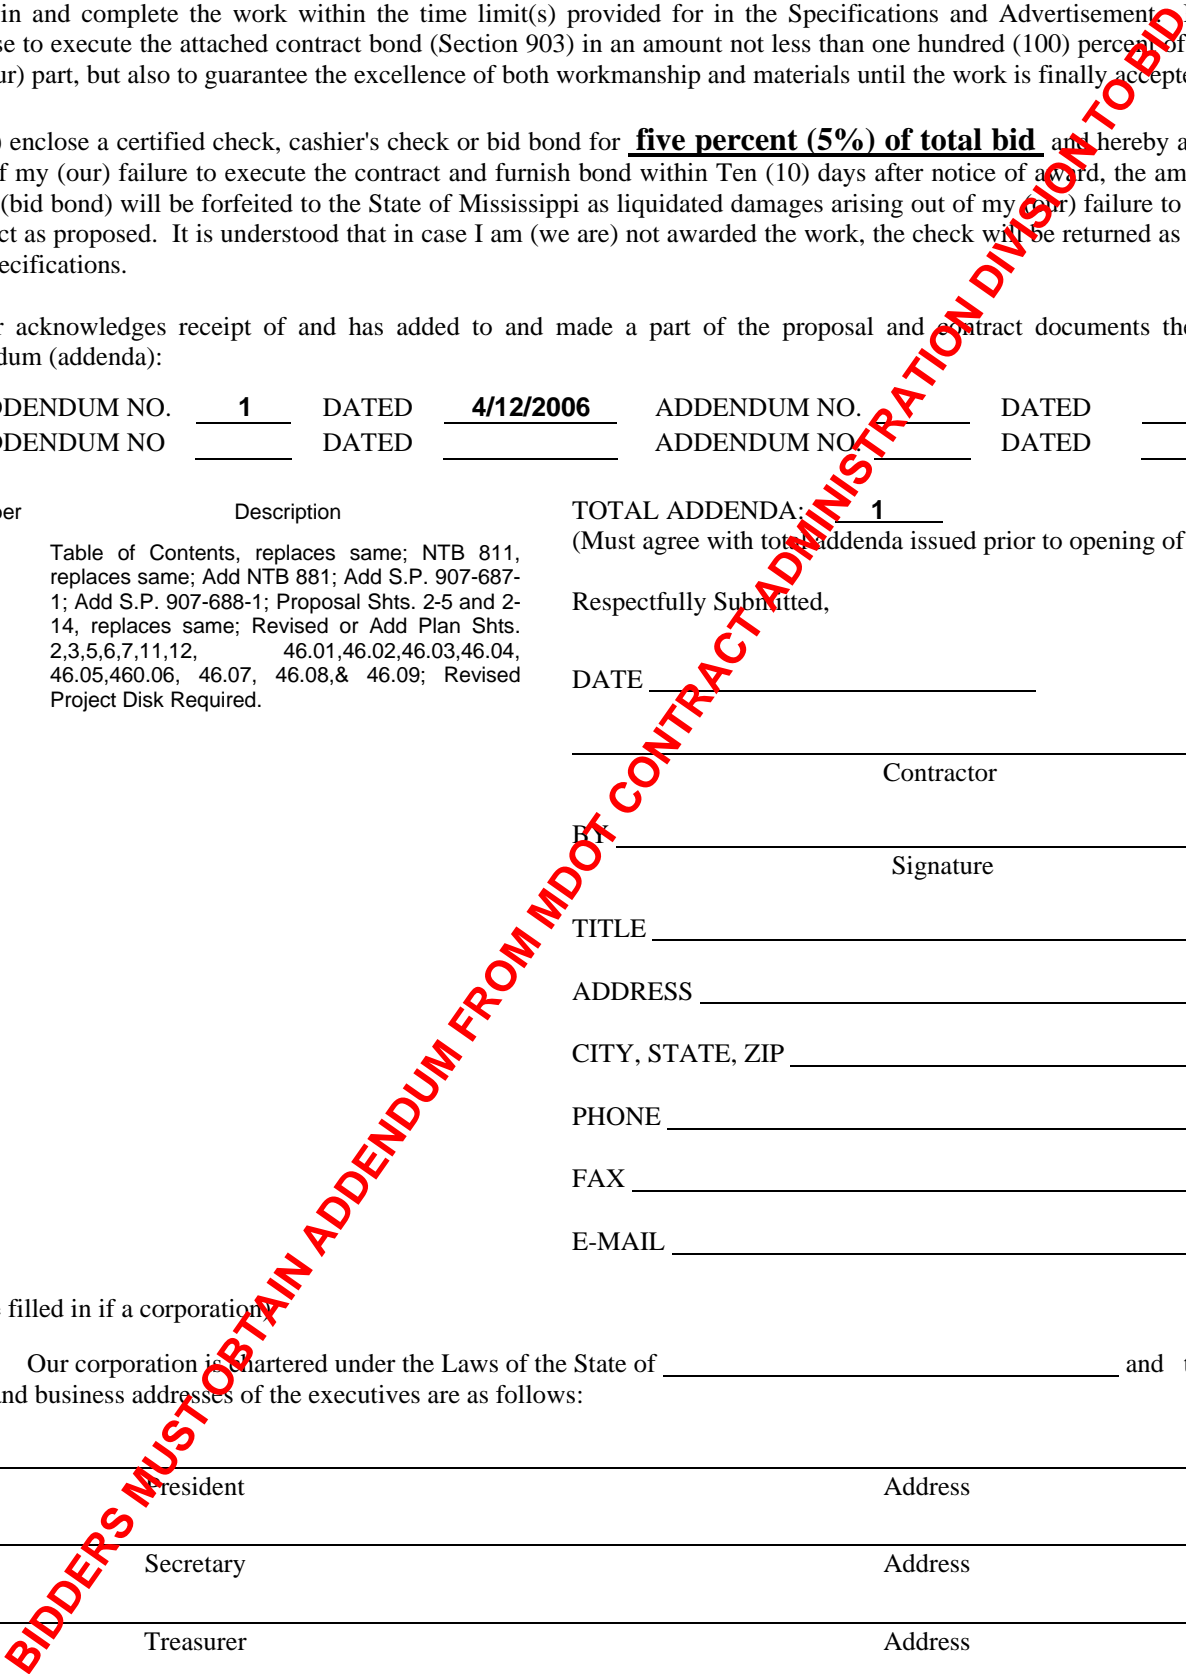 in and complete the work within the time limit(s) provided for in the Specifications and Advertisement.
se to execute the attached contract bond (Section 903) in an amount not less than one hundred (100) percent of
ur) part, but also to guarantee the excellence of both workmanship and materials until the work is finally accepte
) enclose a certified check, cashier's check or bid bond for five percent (5%) of total bid and hereby a
f my (our) failure to execute the contract and furnish bond within Ten (10) days after notice of award, the am
(bid bond) will be forfeited to the State of Mississippi as liquidated damages arising out of my (our) failure to
ct as proposed. It is understood that in case I am (we are) not awarded the work, the check will be returned as
ecifications.
r acknowledges receipt of and has added to and made a part of the proposal and contract documents the
dum (addenda):
DDENDUM NO. 1 DATED 4/12/2006 ADDENDUM NO. DATED
DDENDUM NO DATED ADDENDUM NO. DATED
ber Description
Table of Contents, replaces same; NTB 811,
replaces same; Add NTB 881; Add S.P. 907-687-
1; Add S.P. 907-688-1; Proposal Shts. 2-5 and 2-
14, replaces same; Revised or Add Plan Shts.
2,3,5,6,7,11,12, 46.01,46.02,46.03,46.04,
46.05,460.06, 46.07, 46.08,& 46.09; Revised
Project Disk Required.
TOTAL ADDENDA: 1
(Must agree with total addenda issued prior to opening of
Respectfully Submitted,
DATE
Contractor
BY
Signature
TITLE
ADDRESS
CITY, STATE, ZIP
PHONE
FAX
E-MAIL
e filled in if a corporation)
Our corporation is chartered under the Laws of the State of and t
and business addresses of the executives are as follows:
President Address
Secretary Address
Treasurer Address
BIDDERS MUST OBTAIN ADDENDUM FROM MDOT CONTRACT ADMINISTRATION DIVISION TO BID